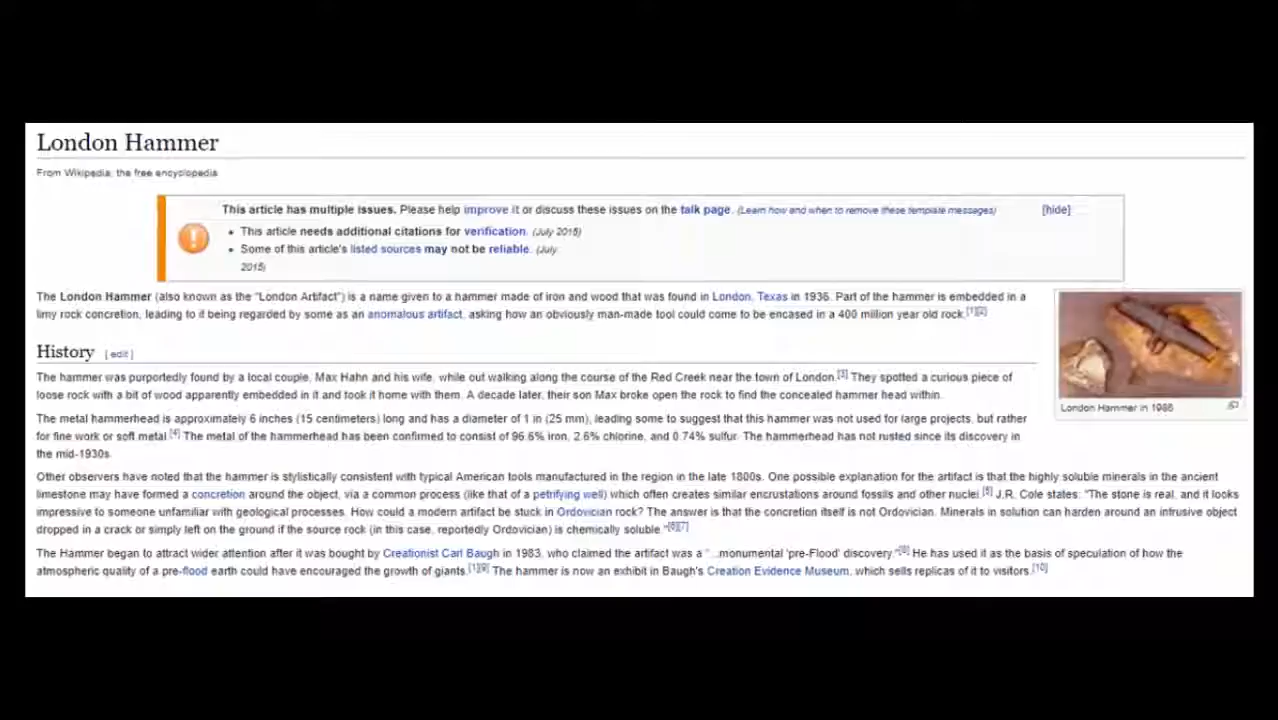 London Hammer
From Wikipedia, the free encyclopedia
This article has multiple issues. Please help improve it or discuss these issues on the talk page. (Learn how and when to remove these template messages) [hide]
• This article needs additional citations for verification. (July 2015)
• Some of this article's listed sources may not be reliable. (July
2015)
The London Hammer (also known as the "London Artifact") is a name given to a hammer made of iron and wood that was found in London, Texas in 1936. Part of the hammer is embedded in a
limy rock concretion, leading to it being regarded by some as an anomalous artifact, asking how an obviously man-made tool could come to be encased in a 400 million year old rock.[1][2]
London Hammer in 1986
History [ edit ]
The hammer was purportedly found by a local couple, Max Hahn and his wife, while out walking along the course of the Red Creek near the town of London.[3] They spotted a curious piece of
loose rock with a bit of wood apparently embedded in it and took it home with them. A decade later, their son Max broke open the rock to find the concealed hammer head within.
The metal hammerhead is approximately 6 inches (15 centimeters) long and has a diameter of 1 in (25 mm), leading some to suggest that this hammer was not used for large projects, but rather
for fine work or soft metal.[4] The metal of the hammerhead has been confirmed to consist of 96.6% iron, 2.6% chlorine, and 0.74% sulfur. The hammerhead has not rusted since its discovery in
the mid-1930s.
Other observers have noted that the hammer is stylistically consistent with typical American tools manufactured in the region in the late 1800s. One possible explanation for the artifact is that the highly soluble minerals in the ancient
limestone may have formed a concretion around the object, via a common process (like that of a petrifying well) which often creates similar encrustations around fossils and other nuclei.[5] J.R. Cole states: "The stone is real, and it looks
impressive to someone unfamiliar with geological processes. How could a modern artifact be stuck in Ordovician rock? The answer is that the concretion itself is not Ordovician. Minerals in solution can harden around an intrusive object
dropped in a crack or simply left on the ground if the source rock (in this case, reportedly Ordovician) is chemically soluble."[6][7]
The Hammer began to attract wider attention after it was bought by Creationist Carl Baugh in 1983, who claimed the artifact was a "...monumental 'pre-Flood' discovery."[8] He has used it as the basis of speculation of how the
atmospheric quality of a pre-flood earth could have encouraged the growth of giants.[1][9] The hammer is now an exhibit in Baugh's Creation Evidence Museum, which sells replicas of it to visitors.[10]